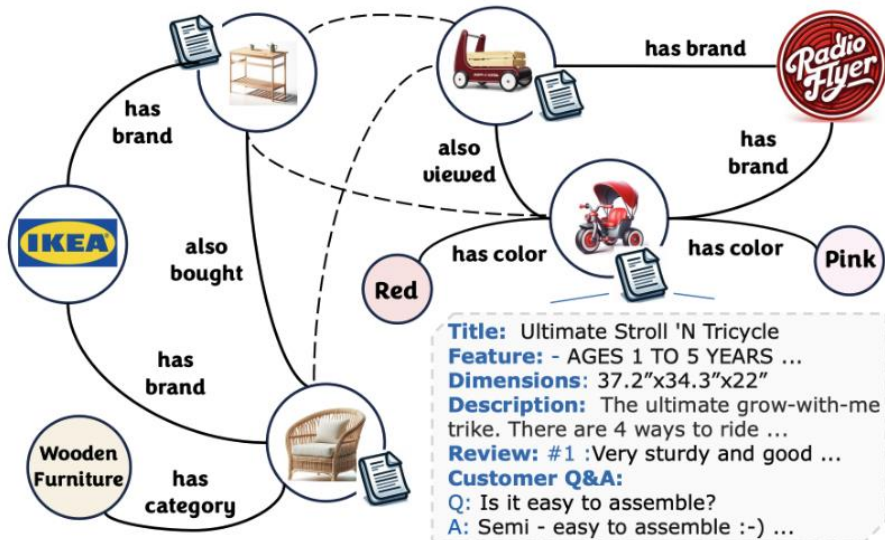 has brand
Radio
Flyer
has
brand
also
viewed
has
brand
IKEA
also
bought
has color
has color
Red
Pink
Title: Ultimate Stroll 'N Tricycle
Feature: - AGES 1 TO 5 YEARS ...
Dimensions: 37.2”x34.3”x22”
Description: The ultimate grow-with-me
trike. There are 4 ways to ride ...
Review: #1 :Very sturdy and good ...
Customer Q&A:
Q: Is it easy to assemble?
A: Semi - easy to assemble :-) ...
has
brand
Wooden
Furniture
has
category